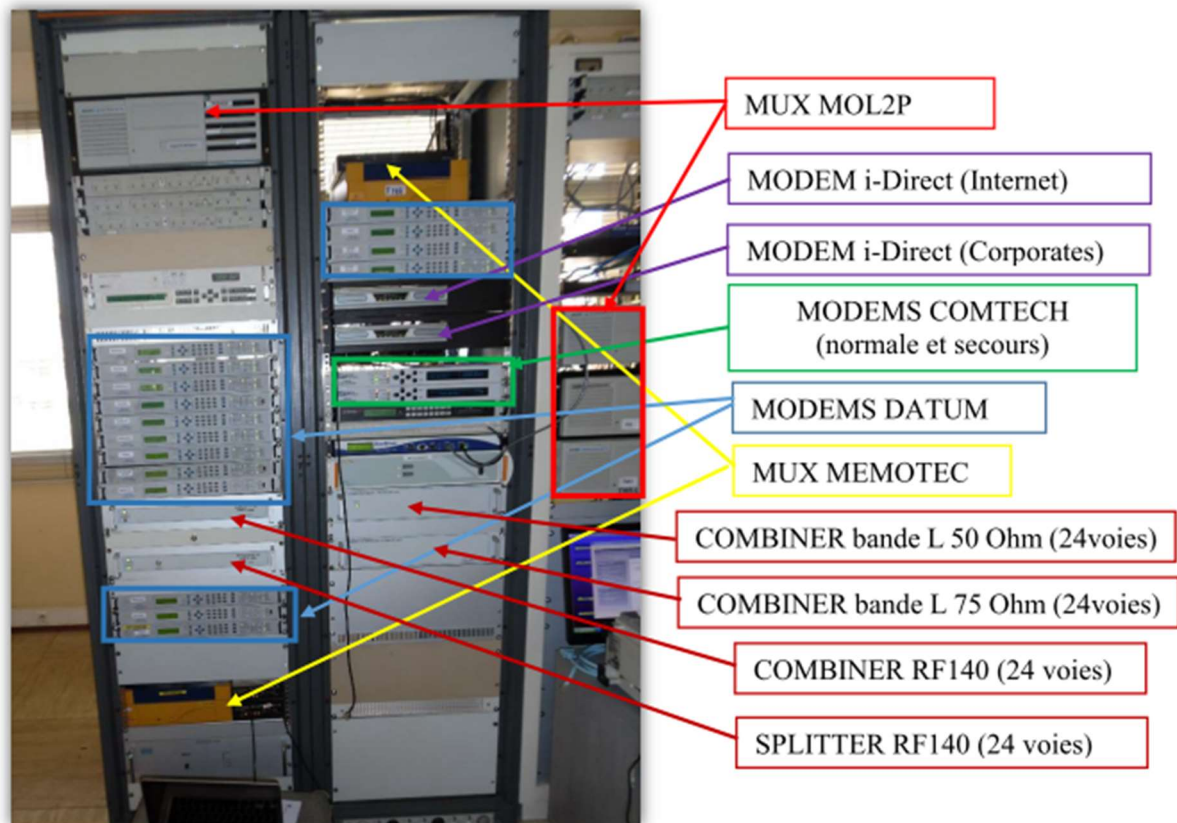 MUX MOL2P
MODEM i-Direct (Internet)
MODEM i-Direct (Corporates)
MODEMS COMTECH
(normale et secours)
MODEMS DATUM
MUX MEMOTEC
COMBINER bande L 50 Ohm (24voies)
COMBINER bande L 75 Ohm (24voies)
COMBINER RF140 (24 voies)
SPLITTER RF140 (24 voies)